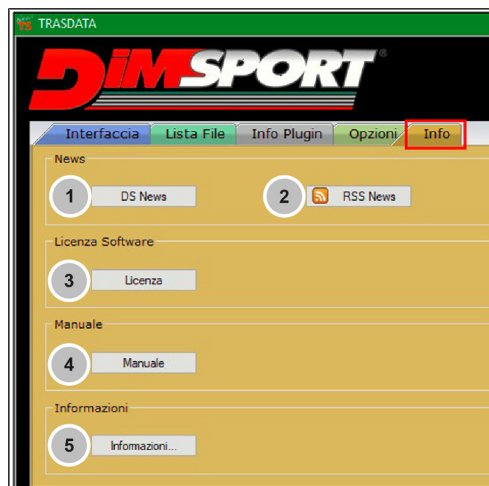 TS TRASDATA
DIMSPORT®
Interfaccia Lista File Info Plugin Opzioni Info
News
1 DS News 2 RSS News
Licenza Software
3 Licenza
Manuale
4 Manuale
Informazioni
5 Informazioni...